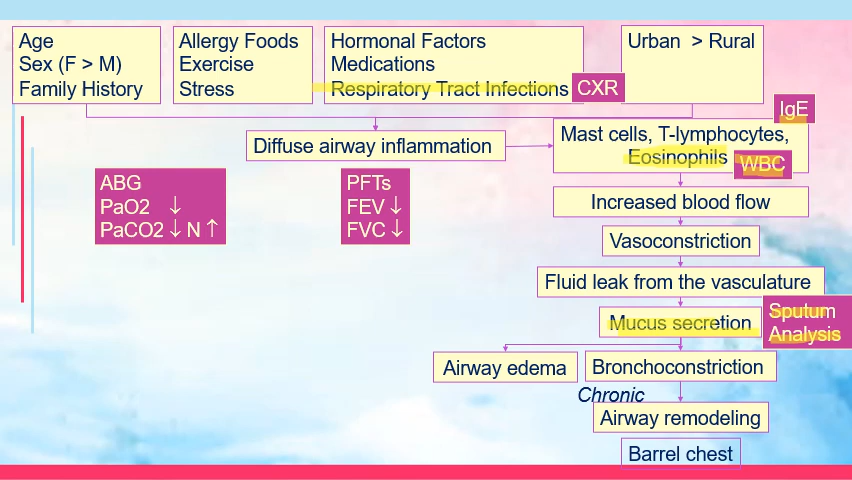 Age
Sex (F > M)
Family History
Allergy Foods
Exercise
Stress
Hormonal Factors
Medications
Respiratory Tract Infections
CXR
Urban > Rural
IgE
Diffuse airway inflammation
Mast cells, T-lymphocytes,
Eosinophils
WBC
ABG
PaO2 ↓
PaCO2 ↓ N ↑
PFTs
FEV ↓
FVC ↓
Increased blood flow
Vasoconstriction
Fluid leak from the vasculature
Mucus secretion
Sputum
Analysis
Airway edema
Bronchoconstriction
Chronic
Airway remodeling
Barrel chest